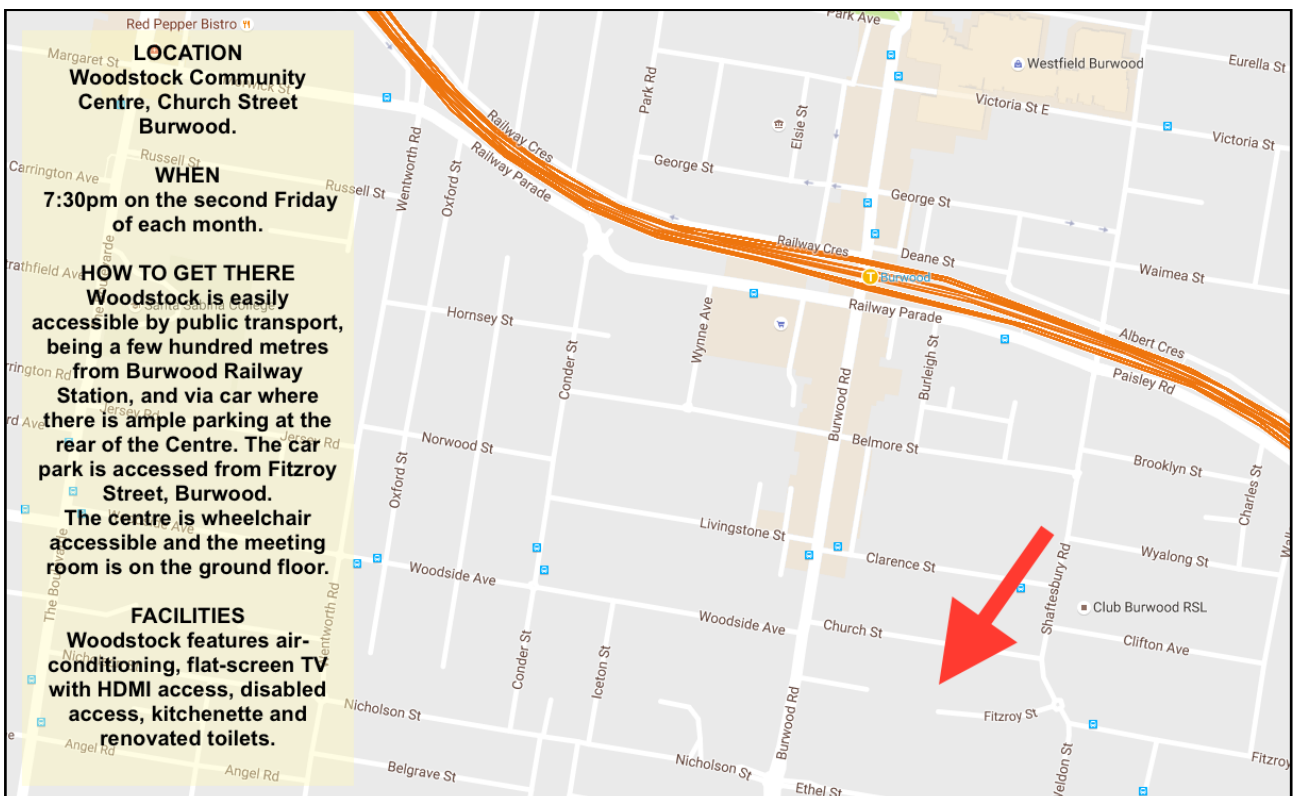 LOCATION
Woodstock Community
Centre, Church Street
Burwood.
WHEN
7:30pm on the second Friday
of each month.
HOW TO GET THERE
Woodstock is easily
accessible by public transport,
being a few hundred metres
from Burwood Railway
Station, and via car where
there is ample parking at the
rear of the Centre. The car
park is accessed from Fitzroy
Street, Burwood.
The centre is wheelchair
accessible and the meeting
room is on the ground floor.
FACILITIES
Woodstock features air-
conditioning, flat-screen TV
with HDMI access, disabled
access, kitchenette and
renovated toilets.
Red Pepper Bistro
Margaret St
Russell St
Carrington Ave
Russell St
Santa Sabina College
Jersey Rd
Jersey Rd
Angel Rd
Angel Rd
Wentworth Rd
Oxford St
Railway Cres
Railway Parade
Park Rd
Park Ave
Westfield Burwood
Eurella St
Victoria St E
Victoria St
Elsie St
George St
George St
Railway Cres
Deane St
T
Burwood
Waimea St
Railway Parade
Albert Cres
Paisley Rd
Hornsey St
Conder St
Wynne Ave
Burwood Rd
Burleigh St
Norwood St
Belmore St
Brooklyn St
Charles St
Oxford St
Livingstone St
Clarence St
Wyalong St
Shaftesbury Rd
Woodside Ave
Woodside Ave
Church St
Club Burwood RSL
Clifton Ave
Conder St
Iceton St
Burwood Rd
Nicholson St
Fitzroy St
Fitzroy
Nicholson St
Belgrave St
Ethel St